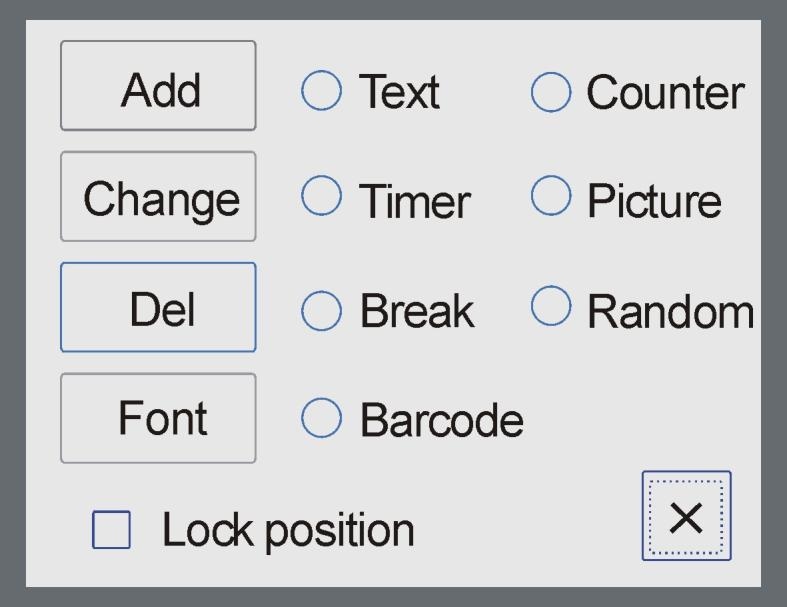 Add Text Counter
Change Timer Picture
Del Break Random
Font Barcode
Lock position